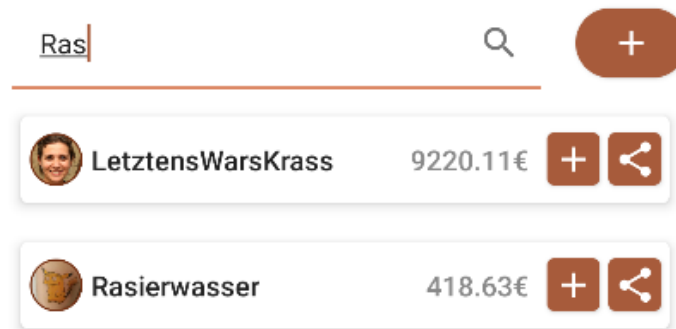 Ras
+
LetztensWarsKrass 9220.11€ +
Rasierwasser 418.63€ +